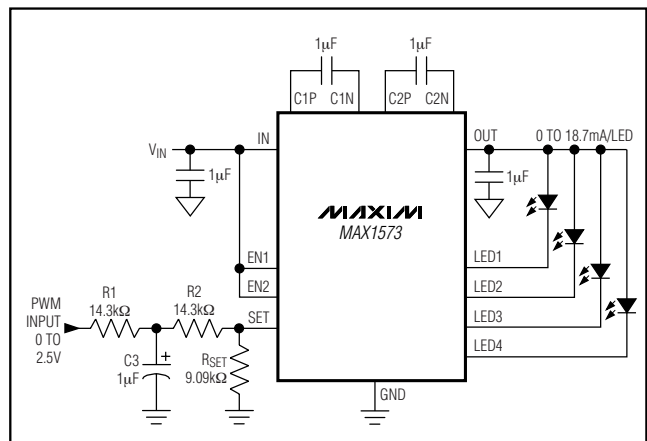 1μF
1μF
C1P C1N C2P C2N
VIN
IN
OUT
0 TO 18.7mA/LED
1μF
1μF
MAXIM
MAX1573
EN1
EN2
SET
LED1
LED2
LED3
LED4
PWM
INPUT
0 TO
2.5V
R1
14.3kΩ
R2
14.3kΩ
C3
+
1μF
RSET
9.09kΩ
GND